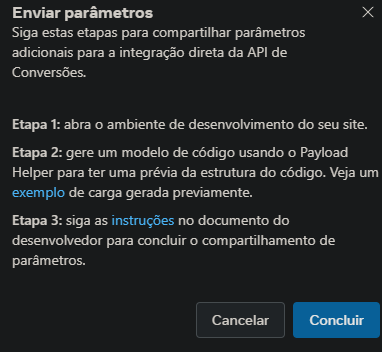 Enviar parâmetros
Siga estas etapas para compartilhar parâmetros
adicionais para a integração direta da API de
Conversões.
Etapa 1: abra o ambiente de desenvolvimento do seu site.
Etapa 2: gere um modelo de código usando o Payload
Helper para ter uma prévia da estrutura do código. Veja um
exemplo de carga gerada previamente.
Etapa 3: siga as instruções no documento do
desenvolvedor para concluir o compartilhamento de
parâmetros.
Cancelar
Concluir